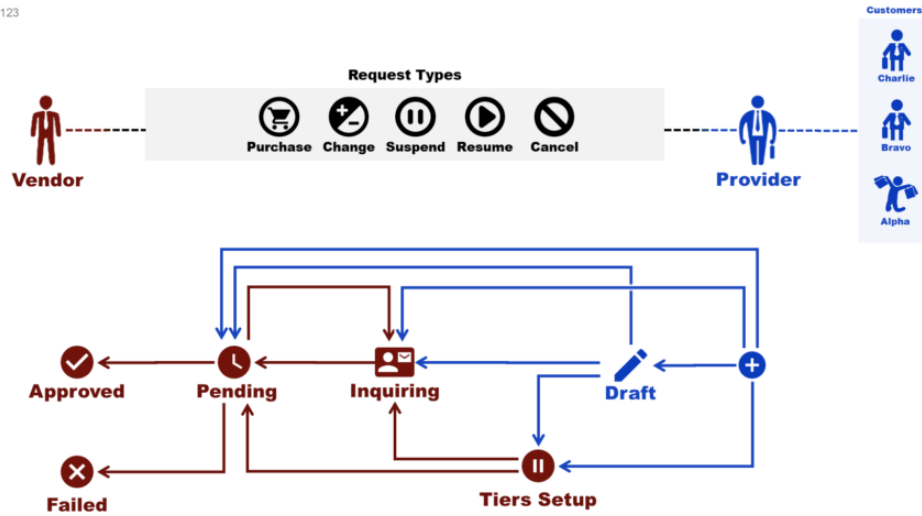 123
Customers
Request Types
Charlie
Purchase Change Suspend Resume Cancel
Bravo
Vendor
Provider
Alpha
Approved
Pending
Inquiring
Draft
Failed
Tiers Setup